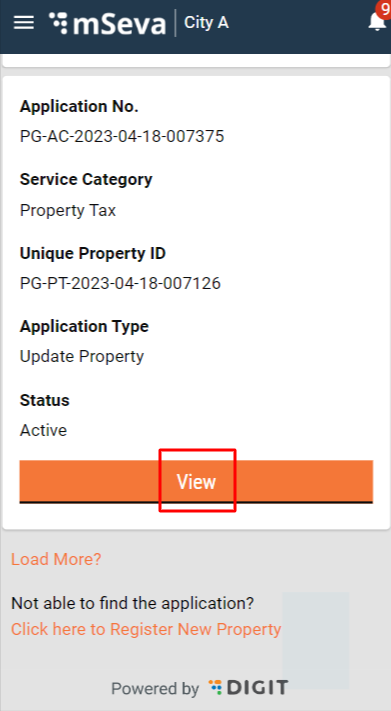 mSeva City A 9
Application No.
PG-AC-2023-04-18-007375
Service Category
Property Tax
Unique Property ID
PG-PT-2023-04-18-007126
Application Type
Update Property
Status
Active
View
Load More?
Not able to find the application?
Click here to Register New Property
Powered by DIGIT